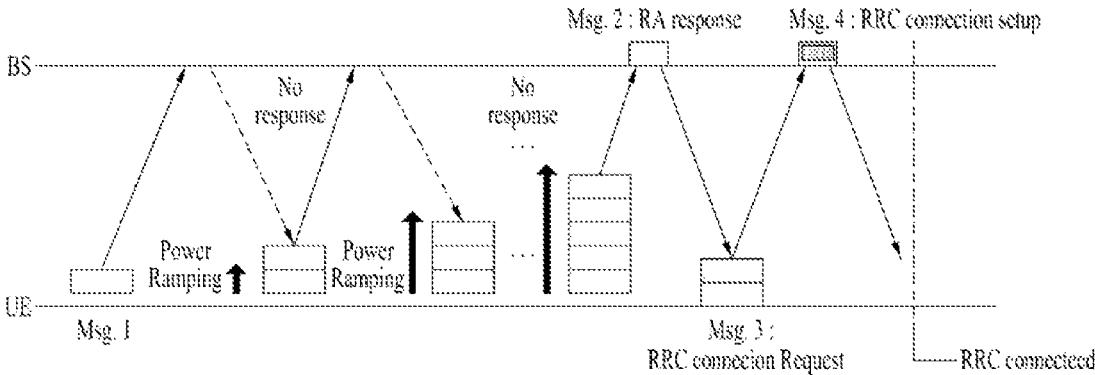 Msg. 2 : RA response
Msg. 4 : RRC connection setup
BS
No
response
No
response
...
Power
Ramping
Power
Ramping
...
UE
Msg. 1
Msg. 3 :
RRC connecion Request
RRC connecteed